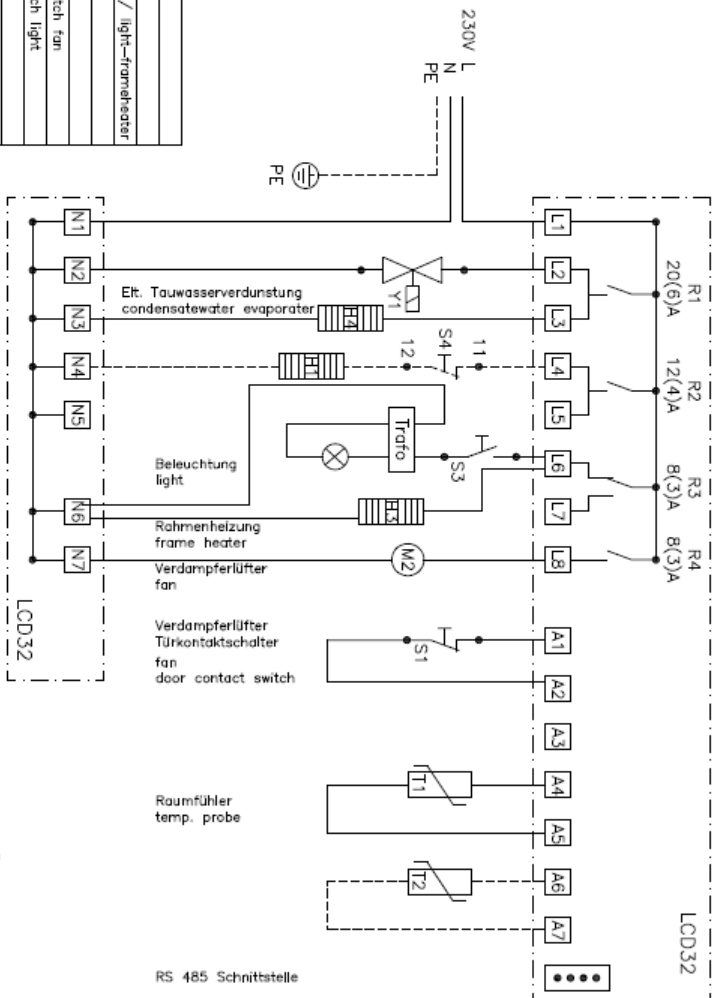 / light-frameheater
tch fan
ch light
230V L
N
PE
PE
R1
20(6)A
R2
12(4)A
R3
8(3)A
R4
8(3)A
N1
L1
N2
Y1
L2
Elt. Tauwasserverdunstung
condensatewater evaporater
N3
H4
L3
N4
H1
12
S4
11
L4
N5
L5
Trafo
Beleuchtung
light
S3
L6
N6
H3
L7
Rahmenheizung
frame heater
N7
M2
L8
Verdampferlüfter
fan
LCD32
Verdampferlüfter
Türkontaktschalter
fan
door contact switch
S1
A1
A2
A3
Raumfühler
temp. probe
T1
A4
A5
T2
A6
A7
LCD32
RS 485 Schnittstelle